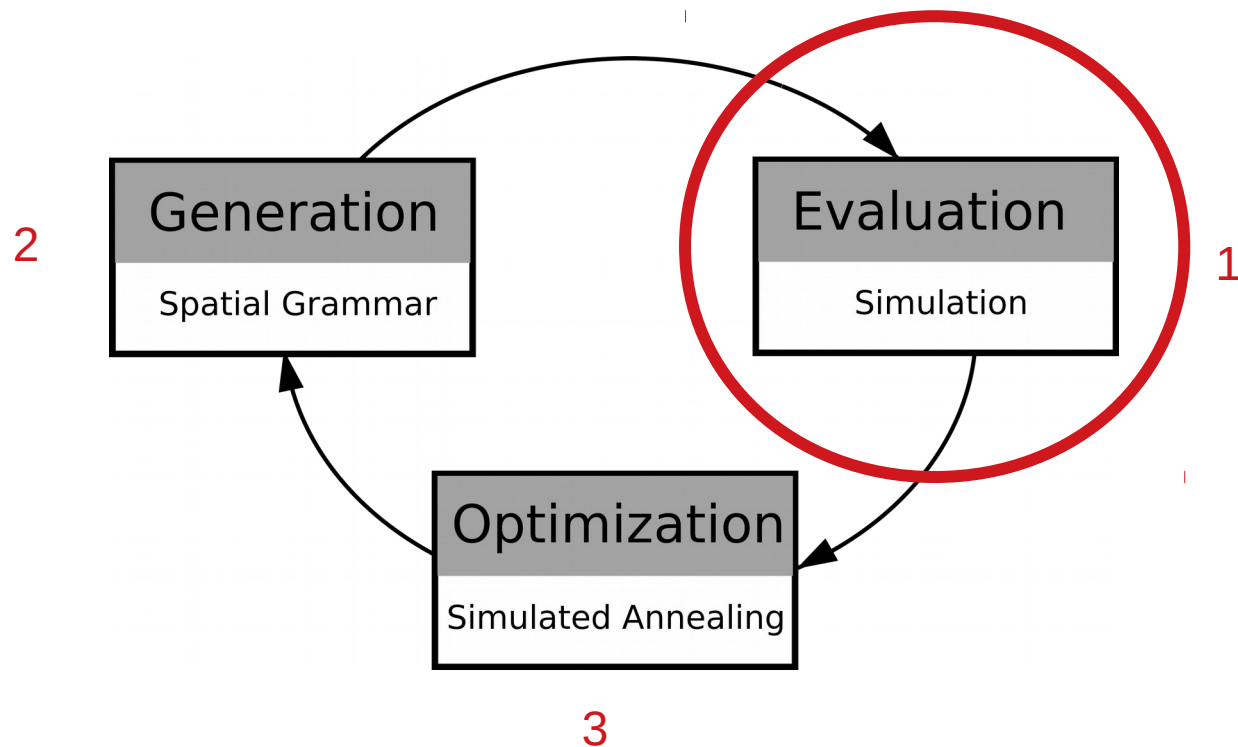 Generation
Spatial Grammar
2
Evaluation
Simulation
1
Optimization
Simulated Annealing
3